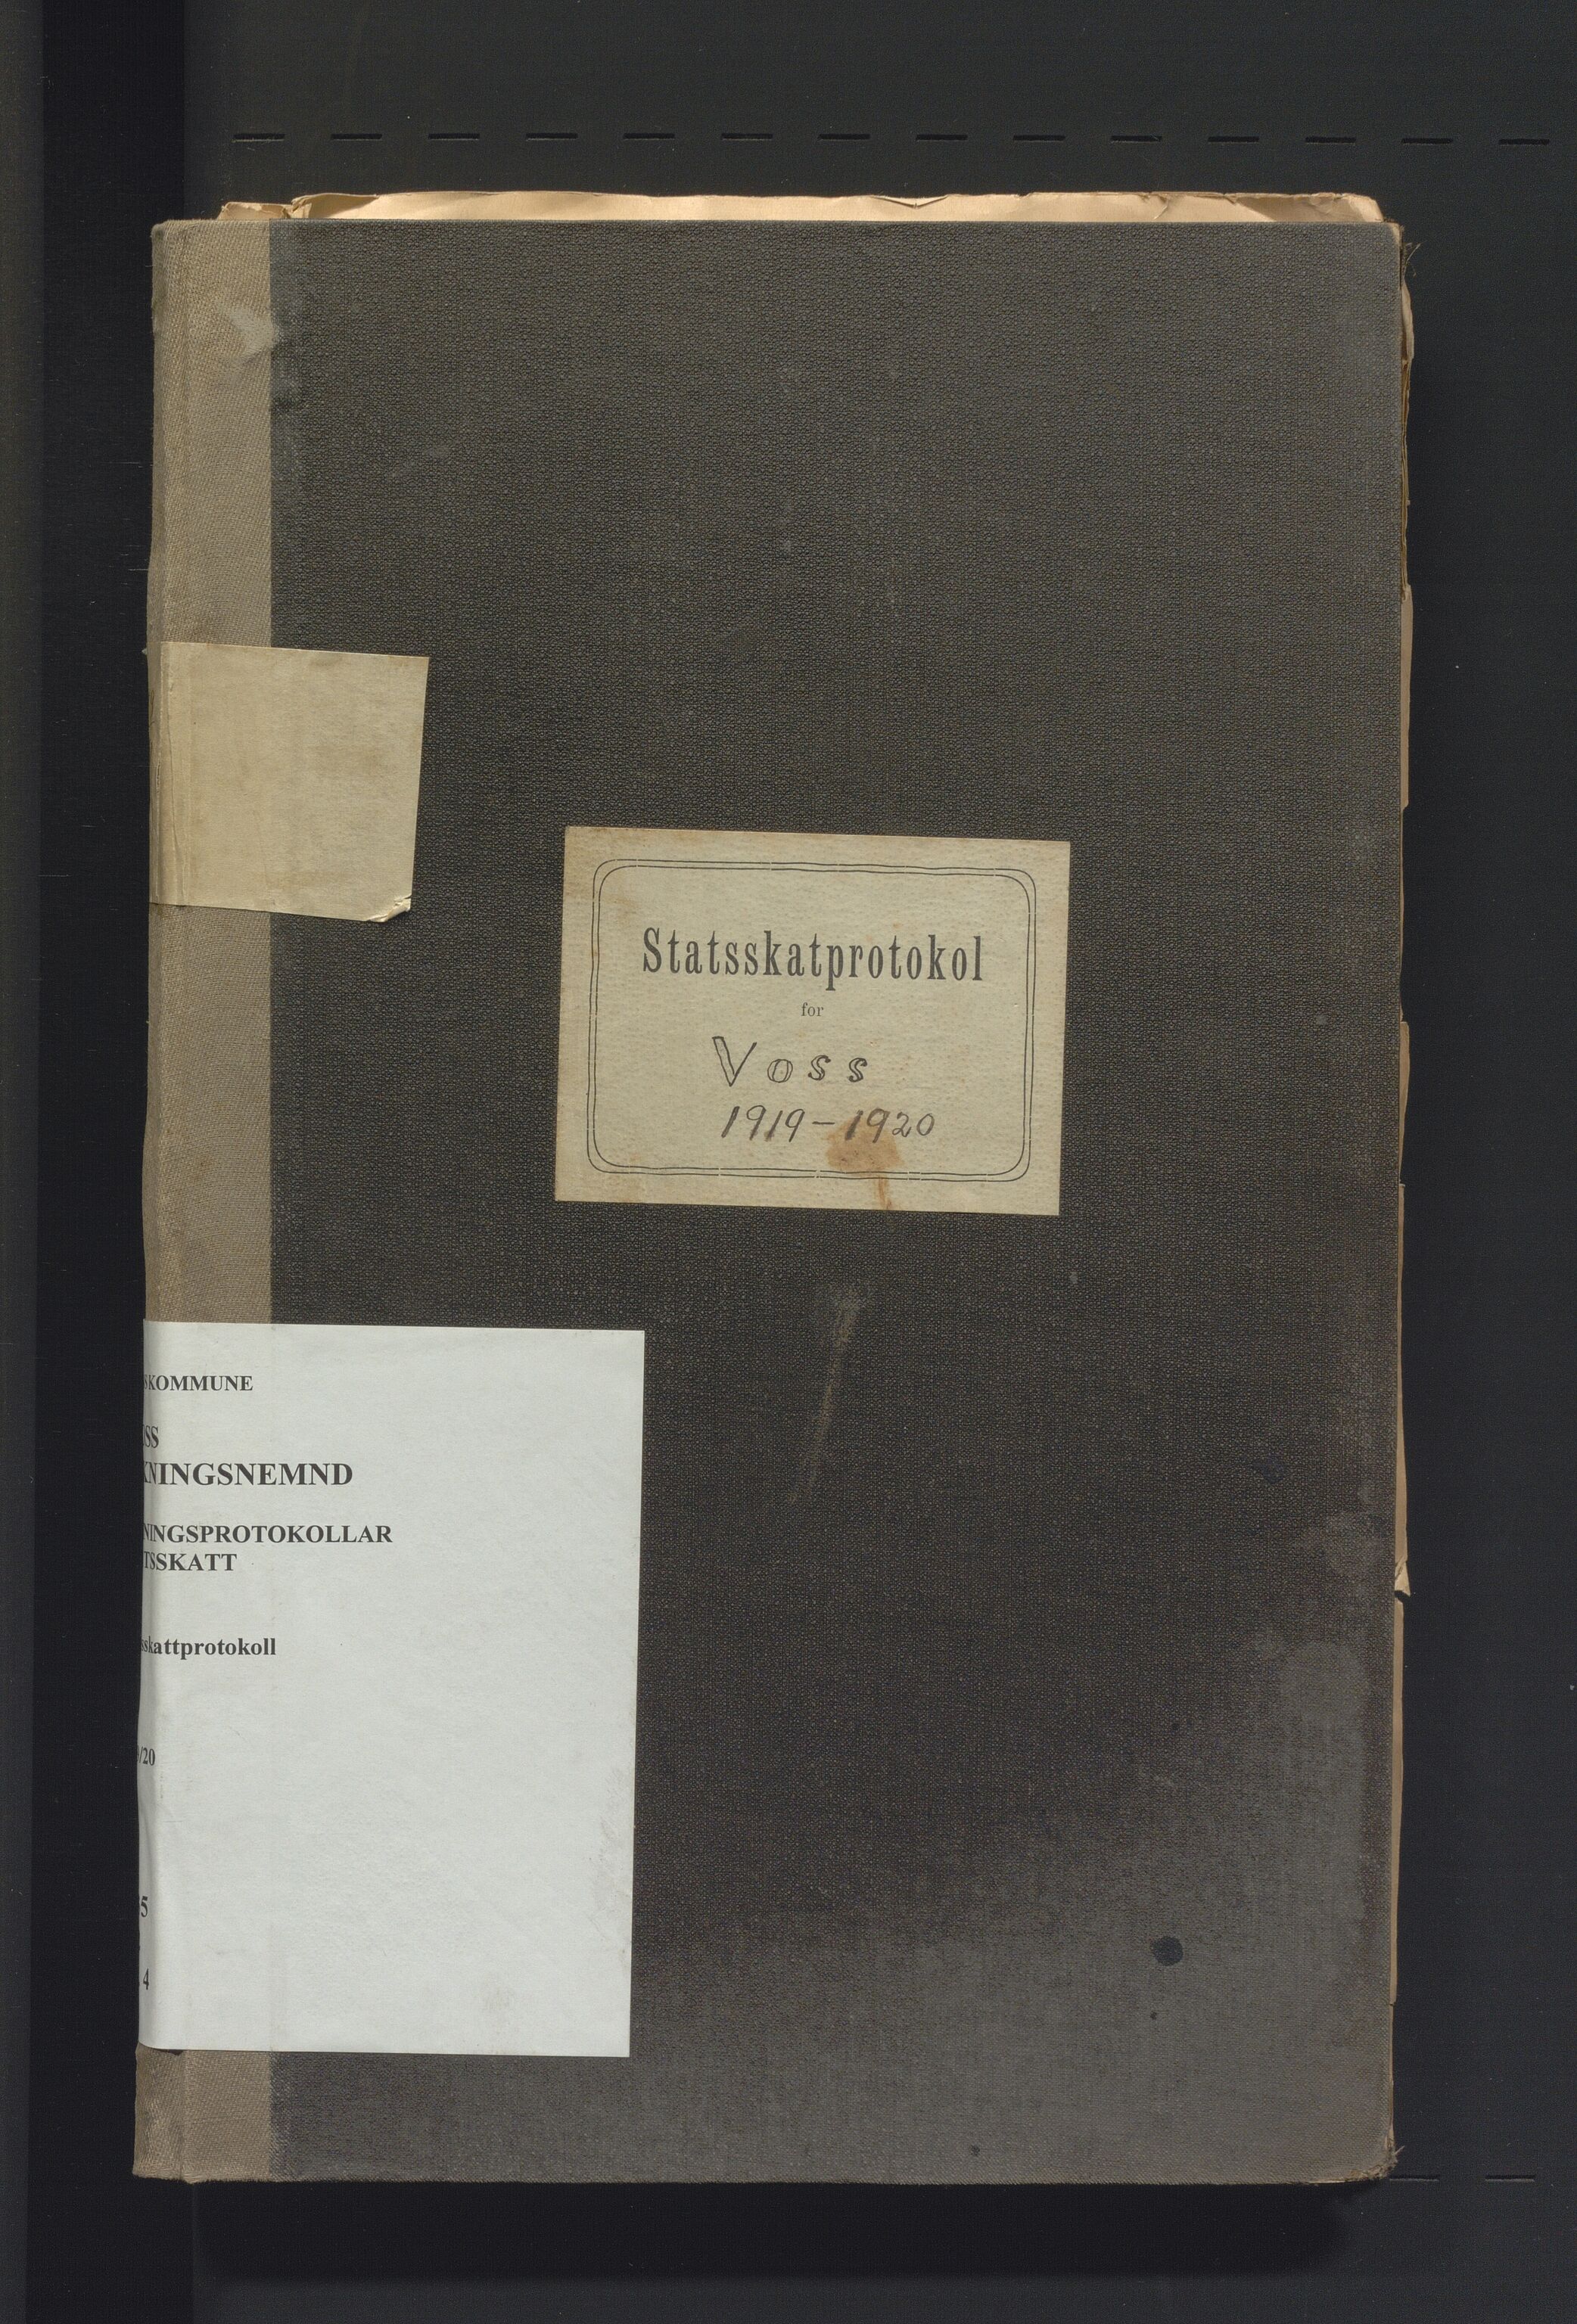 Statsskatprotokol
for
Voss
1919-1920
SKOMMUNE
SS
KNINGSNEMND
NINGSPROTOKOLLAR
TSSKATT
sskattprotokoll
/20
5
4